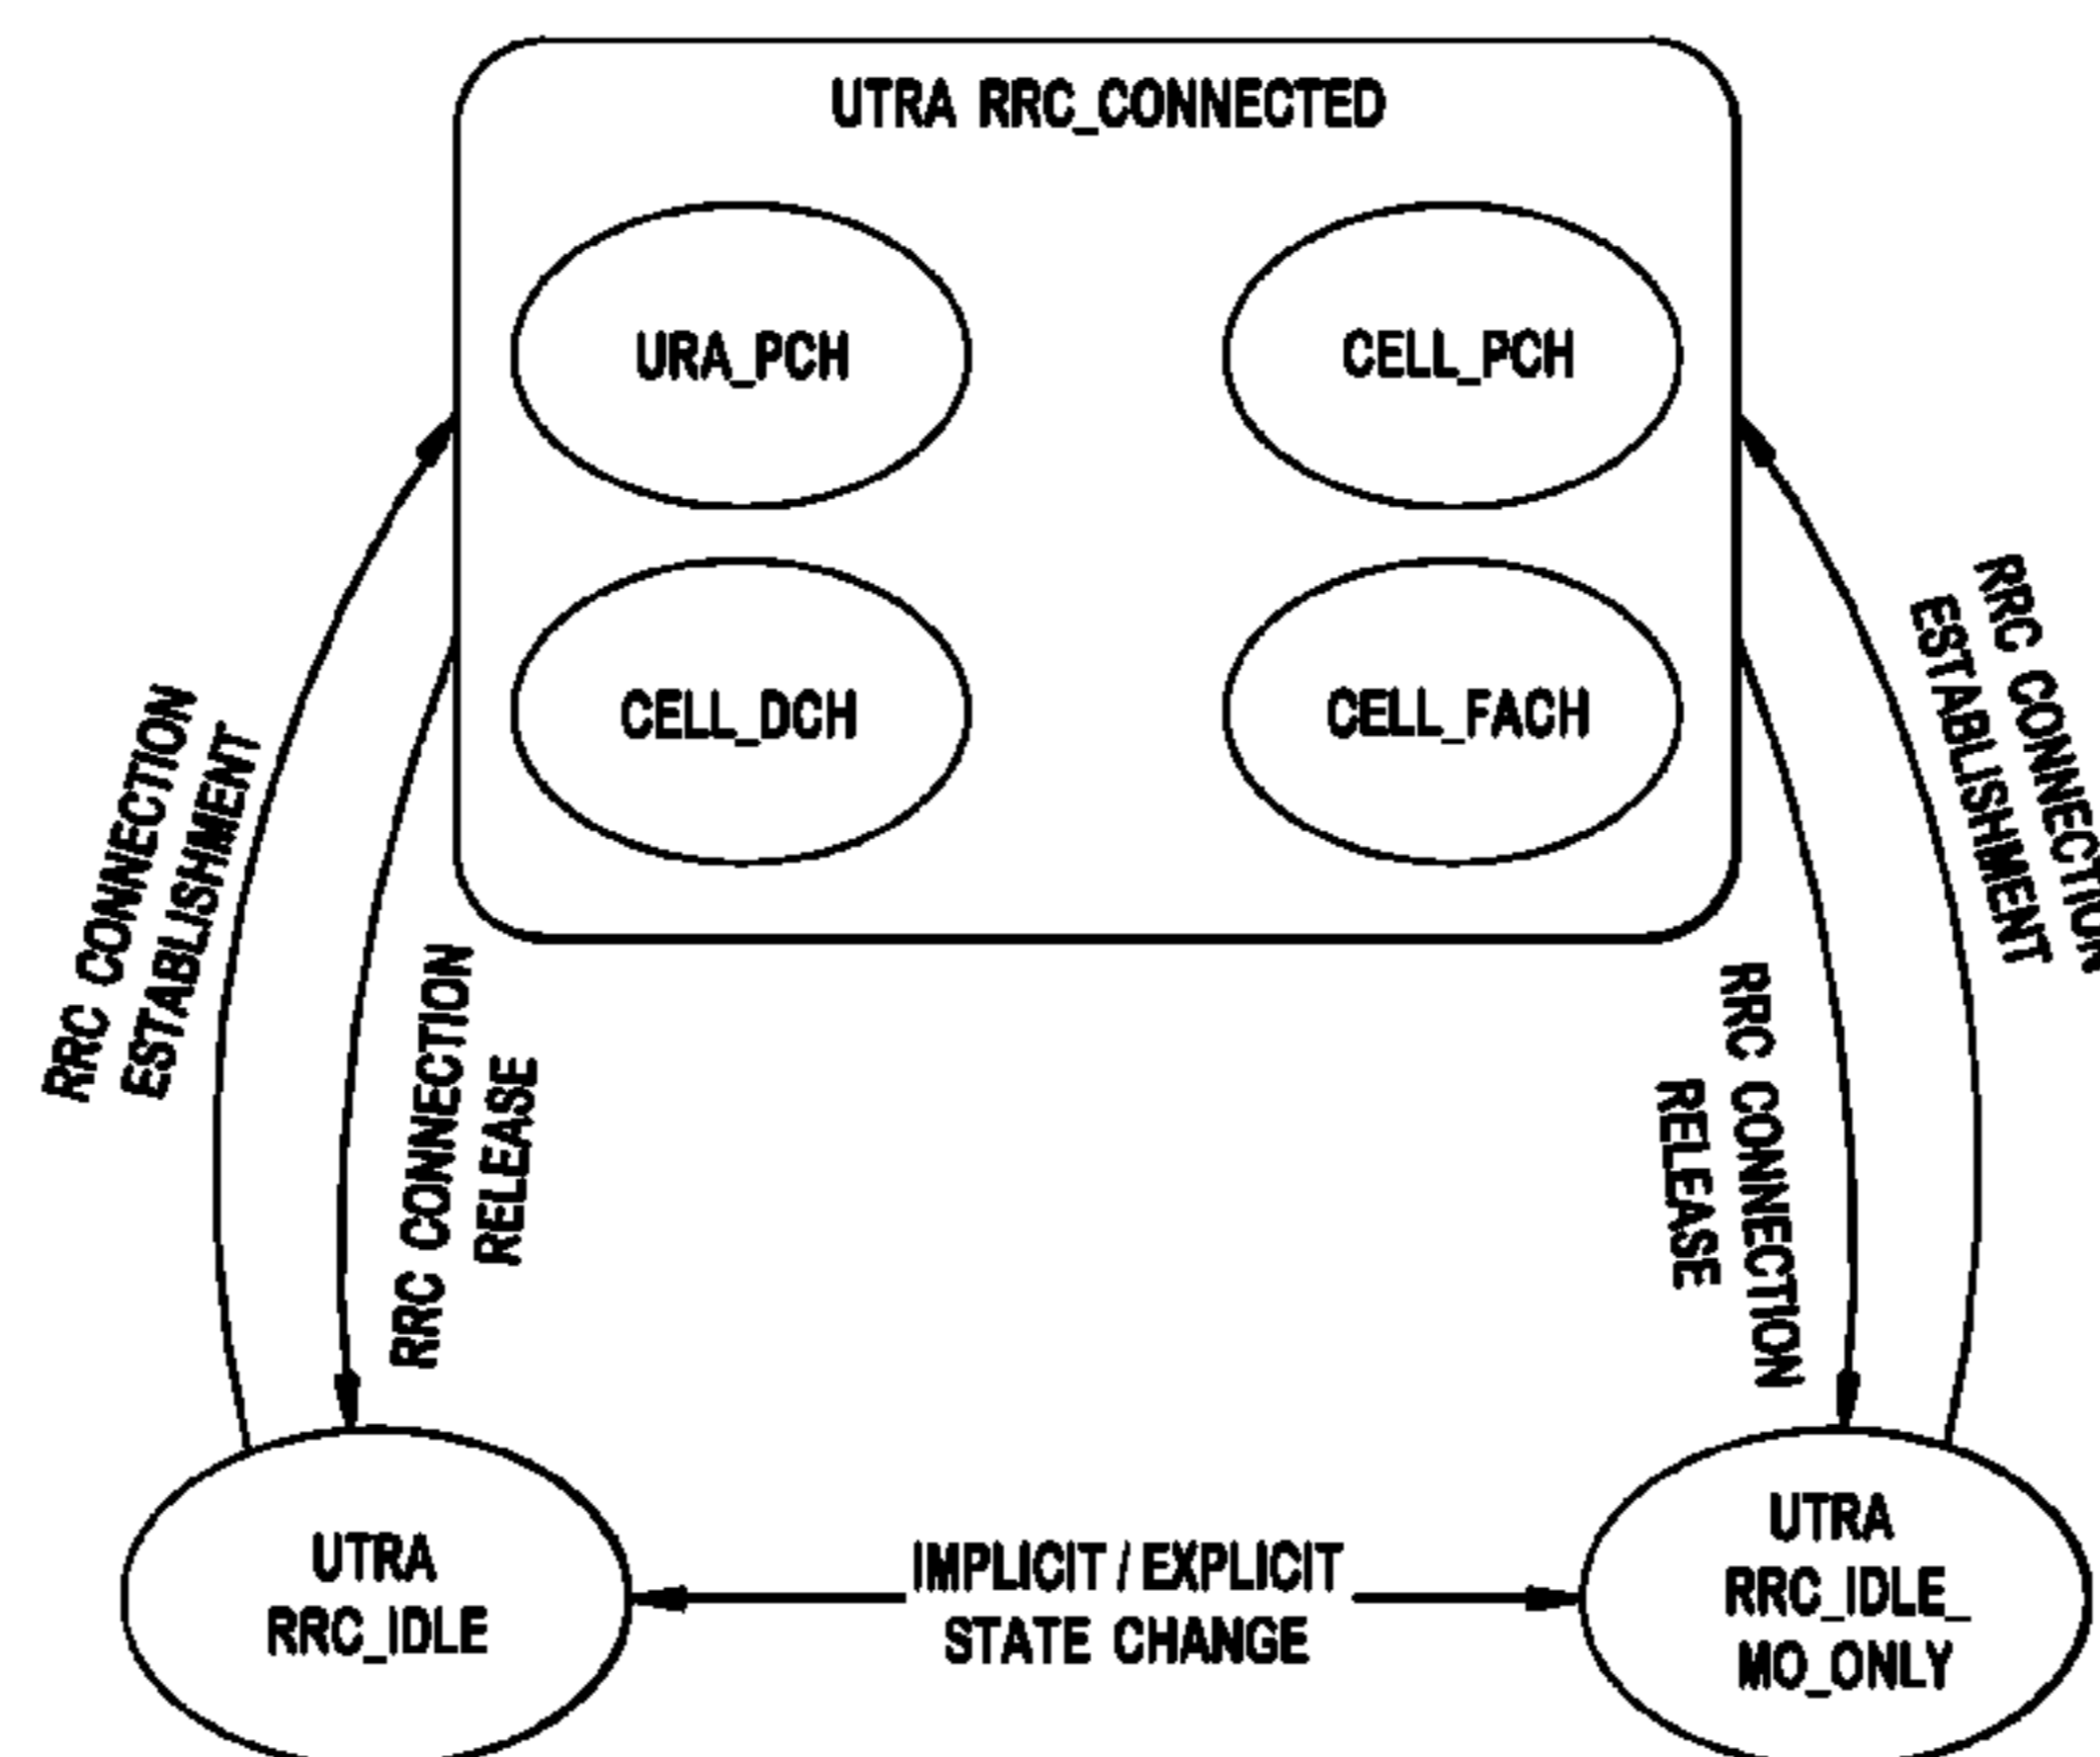 UTRA RRC_CONNECTED
URA_PCH
CELL_PCH
CELL_DCH
CELL_FACH
RRC CONNECTION
ESTABLISHMENT
RRC CONNECTION
RELEASE
RRC CONNECTION
ESTABLISHMENT
RRC CONNECTION
RELEASE
UTRA
RRC_IDLE
IMPLICIT / EXPLICIT
STATE CHANGE
UTRA
RRC_IDLE_
MO_ONLY